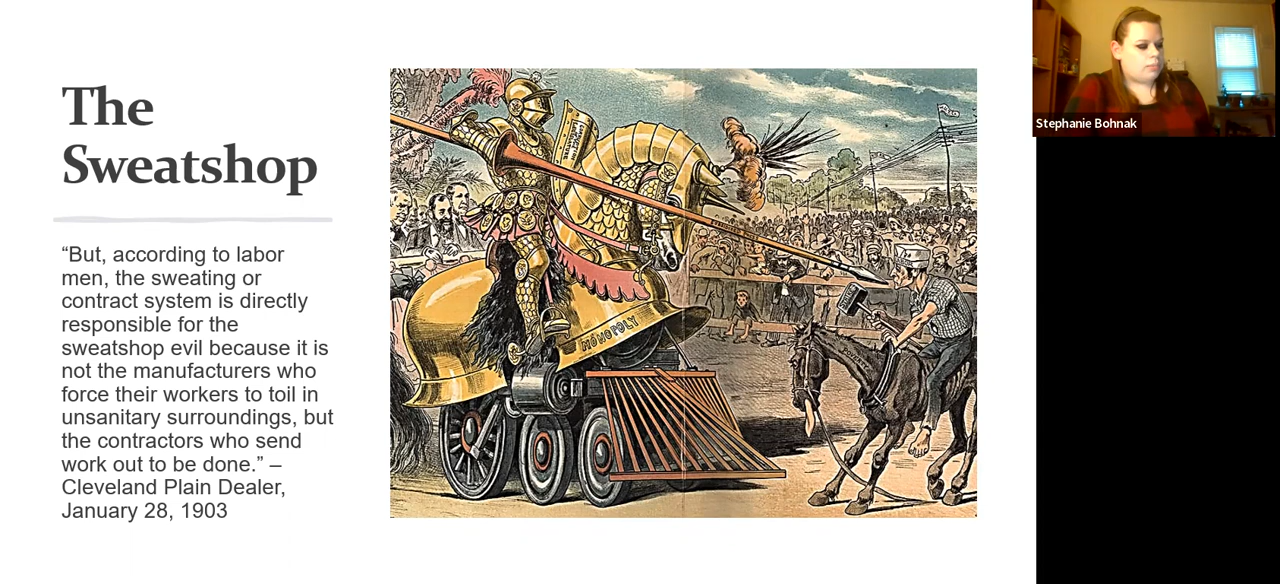 The
Sweatshop
“But, according to labor
men, the sweating or
contract system is directly
responsible for the
sweatshop evil because it is
not the manufacturers who
force their workers to toil in
unsanitary surroundings, but
the contractors who send
work out to be done.” –
Cleveland Plain Dealer,
January 28, 1903
MONOPOLY
Stephanie Bohnak